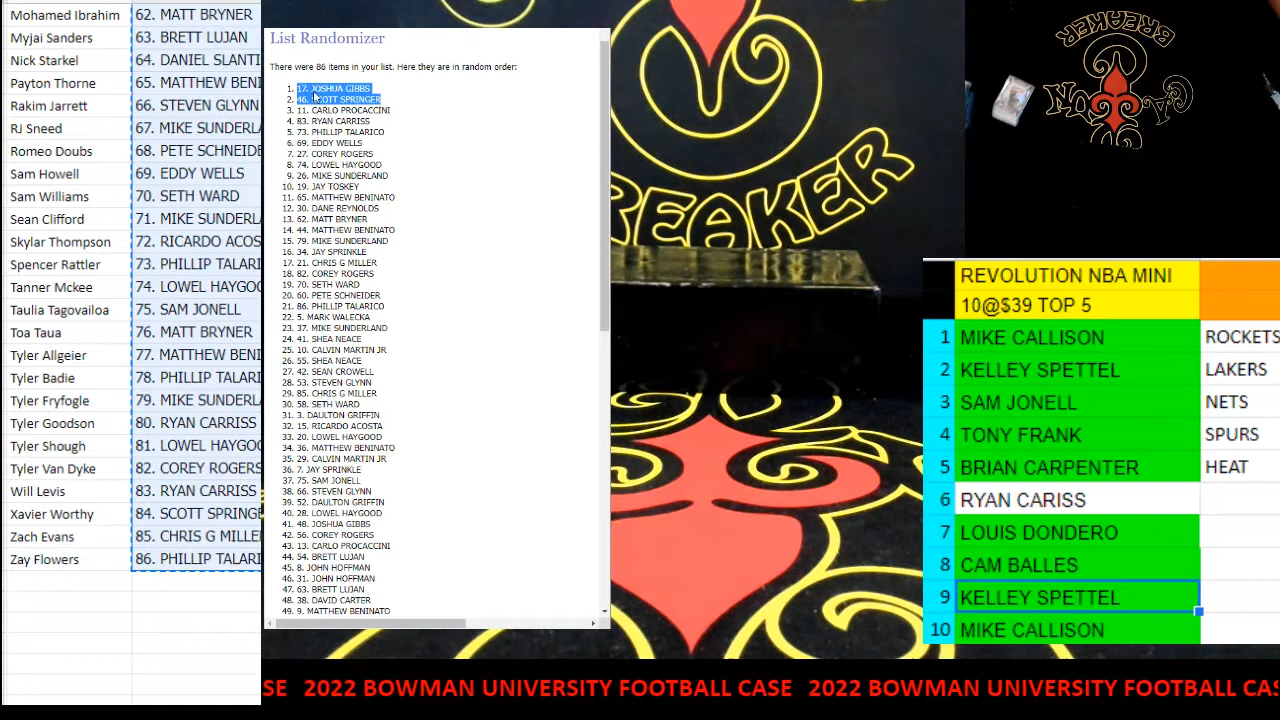 Mohamed Ibrahim
Myjai Sanders
Nick Starkel
Payton Thorne
Rakim Jarrett
RJ Sneed
Romeo Doubs
Sam Howell
Sam Williams
Sean Clifford
Skylar Thompson
Spencer Rattler
Tanner Mckee
Taulia Tagovailoa
Toa Taua
Tyler Allgeier
Tyler Badie
Tyler Fryfogle
Tyler Goodson
Tyler Shough
Tyler Van Dyke
Will Levis
Xavier Worthy
Zach Evans
Zay Flowers
62. MATT BRYNER
63. BRETT LUJAN
64. DANIEL SLANTI
65. MATTHEW BENI
66. STEVEN GLYNN
67. MIKE SUNDERL
68. PETE SCHNEIDE
69. EDDY WELLS
70. SETH WARD
71. MIKE SUNDERLA
72. RICARDO ACOS
73. PHILLIP TALARI
74. LOWEL HAYGOO
75. SAM JONELL
76. MATT BRYNER
77. MATTHEW BENI
78. PHILLIP TALARI
79. MIKE SUNDERLA
80. RYAN CARRISS
81. LOWEL HAYGOO
82. COREY ROGERS
83. RYAN CARRISS
84. SCOTT SPRINGE
85. CHRIS G MILLE
86. PHILLIP TALARI
List Randomizer
There were 86 items in your list. Here they are in random order:
1. 17. JOSHUA GIBBS
2. 46. SCOTT SPRINGER
3. 11. CARLO PROCACCINI
4. 83. RYAN CARRISS
5. 73. PHILLIP TALARICO
6. 69. EDDY WELLS
7. 27. COREY ROGERS
8. 74. LOWEL HAYGOOD
9. 26. MIKE SUNDERLAND
10. 19. JAY TOSKEY
11. 65. MATTHEW BENINATO
12. 30. DANE REYNOLDS
13. 62. MATT BRYNER
14. 44. MATTHEW BENINATO
15. 79. MIKE SUNDERLAND
16. 34. JAY SPRINKLE
17. 21. CHRIS G MILLER
18. 82. COREY ROGERS
19. 70. SETH WARD
20. 60. PETE SCHNEIDER
21. 86. PHILLIP TALARICO
22. 5. MARK WALECKA
23. 37. MIKE SUNDERLAND
24. 41. SHEA NEACE
25. 10. CALVIN MARTIN JR
26. 55. SHEA NEACE
27. 42. SEAN CROWELL
28. 53. STEVEN GLYNN
29. 85. CHRIS G MILLER
30. 58. SETH WARD
31. 3. DAULTON GRIFFIN
32. 15. RICARDO ACOSTA
33. 20. LOWEL HAYGOOD
34. 36. MATTHEW BENINATO
35. 29. CALVIN MARTIN JR
36. 7. JAY SPRINKLE
37. 75. SAM JONELL
38. 66. STEVEN GLYNN
39. 52. DAULTON GRIFFIN
40. 28. LOWEL HAYGOOD
41. 48. JOSHUA GIBBS
42. 56. COREY ROGERS
43. 13. CARLO PROCACCINI
44. 54. BRETT LUJAN
45. 8. JOHN HOFFMAN
46. 31. JOHN HOFFMAN
47. 63. BRETT LUJAN
48. 38. DAVID CARTER
49. 9. MATTHEW BENINATO
REAKER
BREAKER
REVOLUTION NBA MINI
10@$39 TOP 5
1 MIKE CALLISON ROCKETS
2 KELLEY SPETTEL LAKERS
3 SAM JONELL NETS
4 TONY FRANK SPURS
5 BRIAN CARPENTER HEAT
6 RYAN CARISS
7 LOUIS DONDERO
8 CAM BALLES
9 KELLEY SPETTEL
10 MIKE CALLISON
SE 2022 BOWMAN UNIVERSITY FOOTBALL CASE 2022 BOWMAN UNIVERSITY FOOTBALL CAS